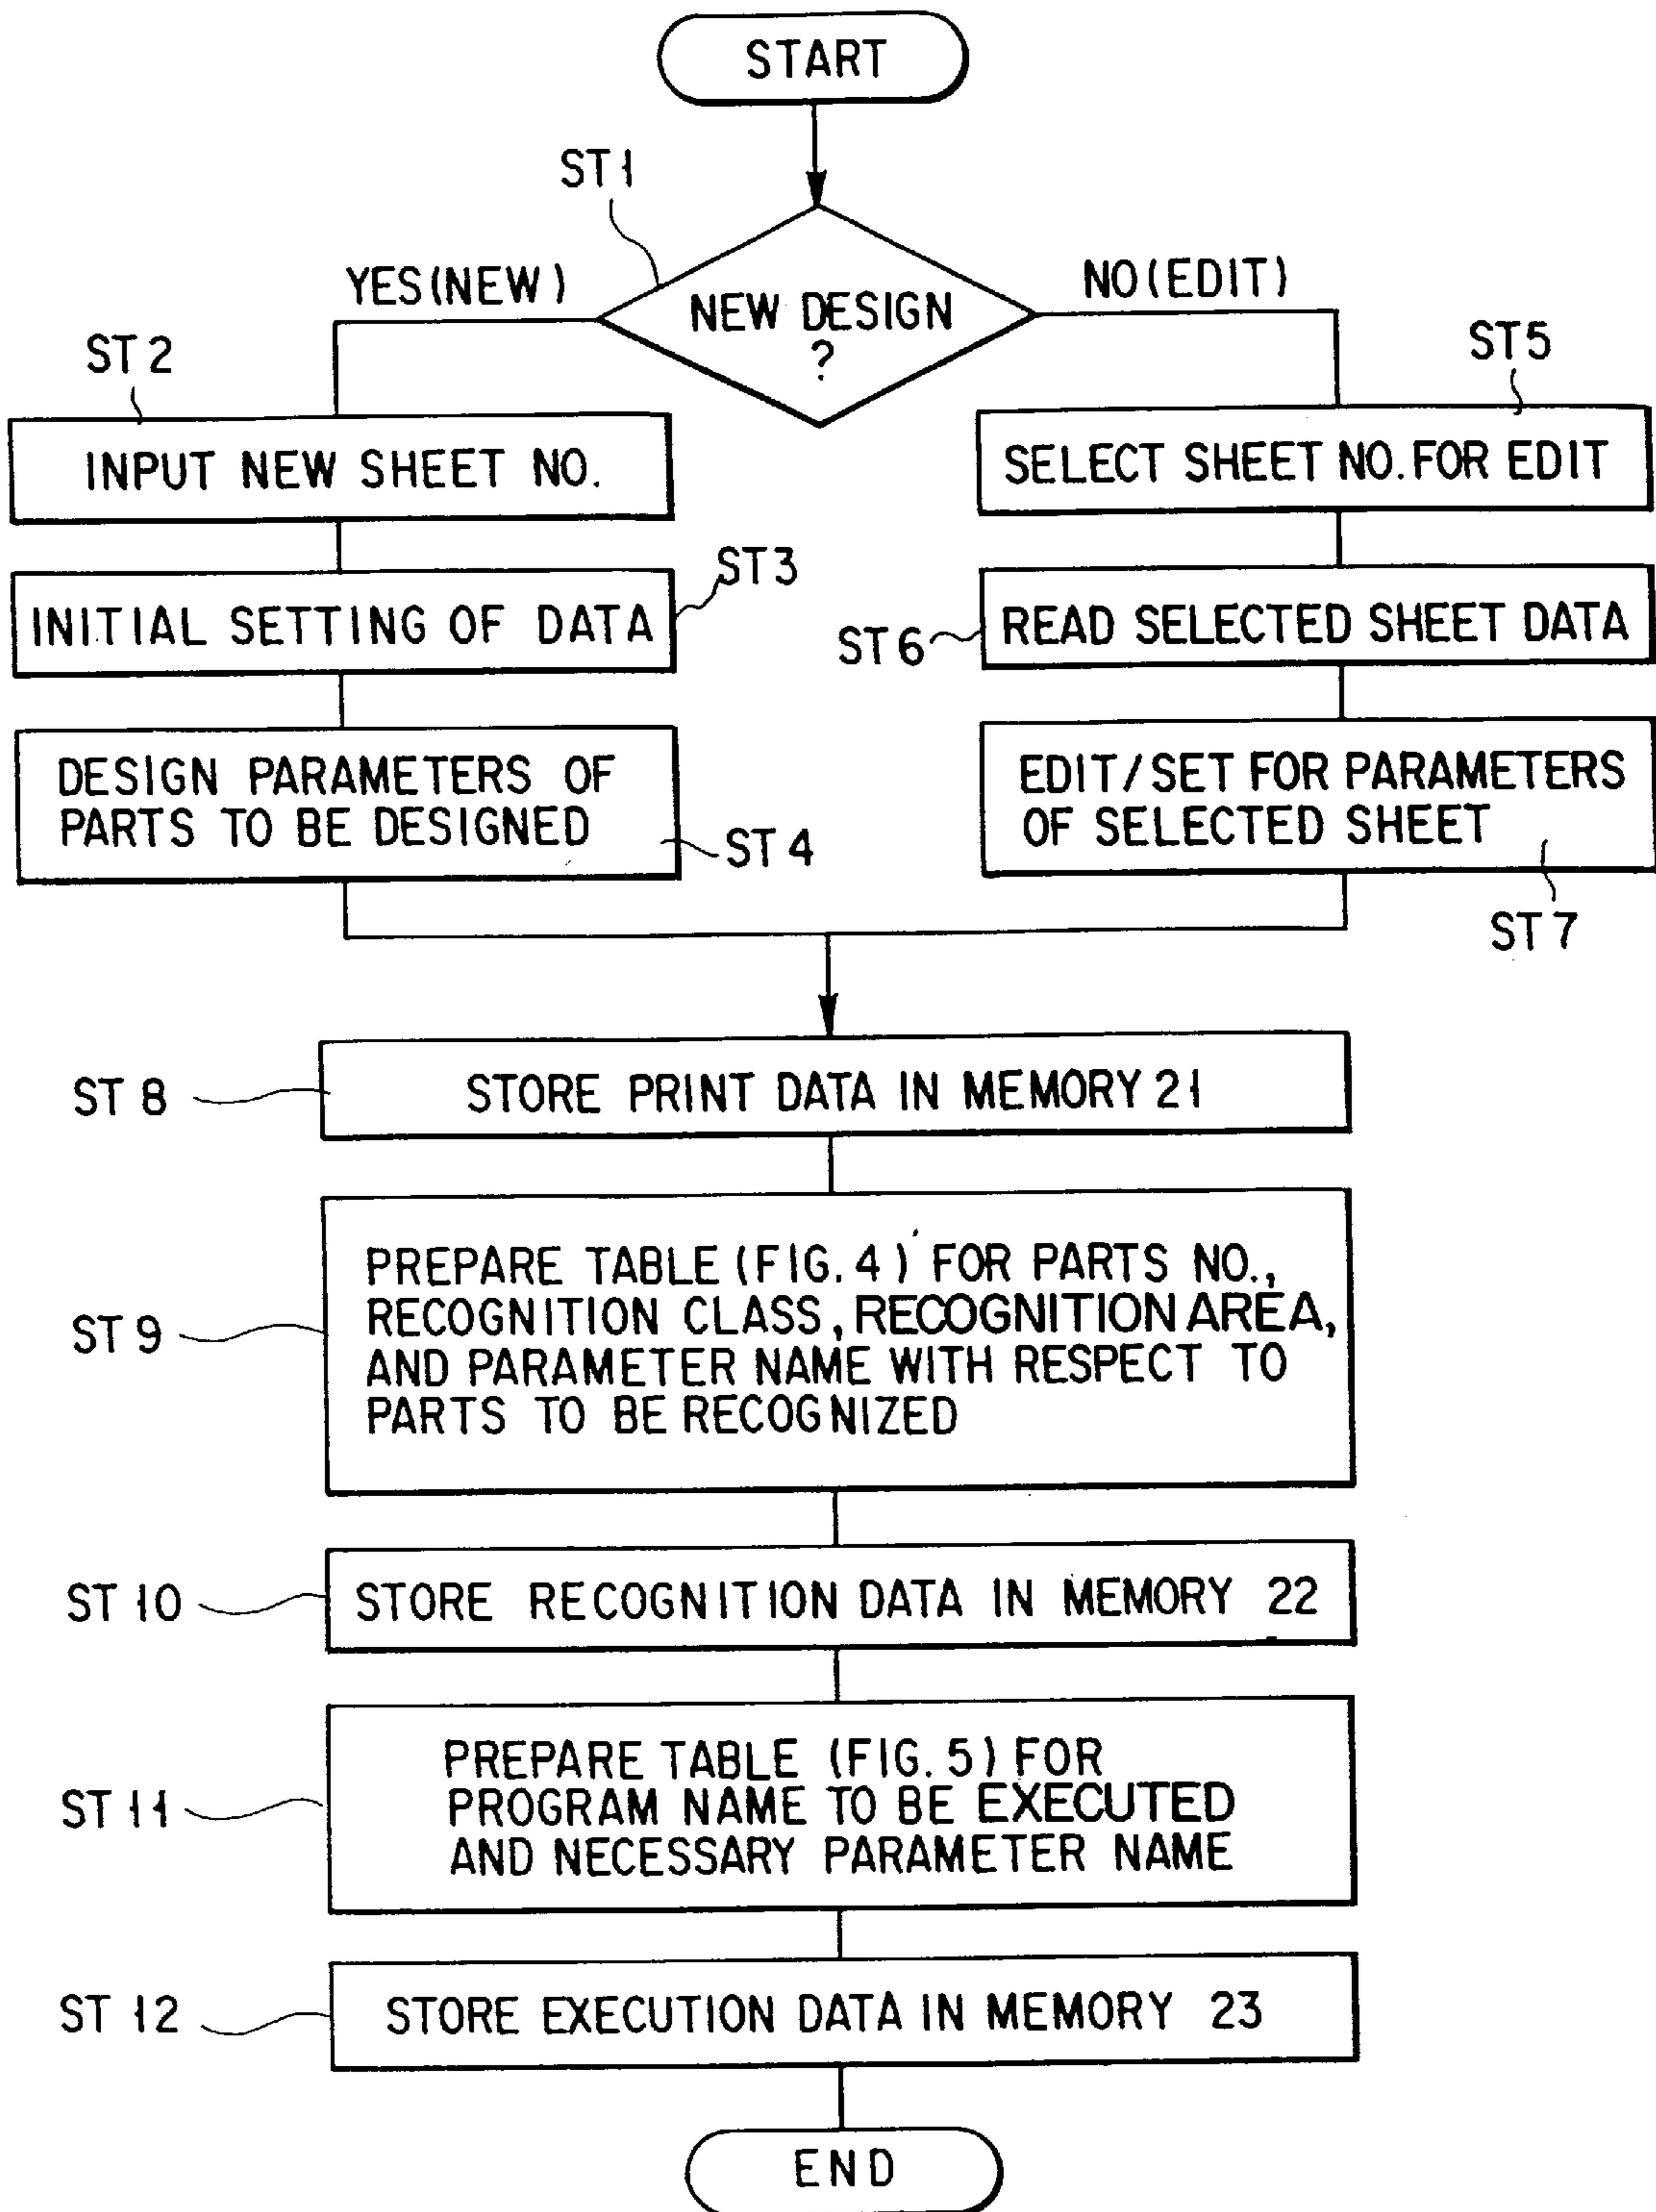 START
ST1
YES(NEW)
NO(EDIT)
NEW DESIGN
?
ST2
INPUT NEW SHEET NO.
ST5
SELECT SHEET NO. FOR EDIT
INITIAL SETTING OF DATA
ST3
ST6
READ SELECTED SHEET DATA
DESIGN PARAMETERS OF
PARTS TO BE DESIGNED
ST4
EDIT/SET FOR PARAMETERS
OF SELECTED SHEET
ST7
ST8
STORE PRINT DATA IN MEMORY 21
ST9
PREPARE TABLE (FIG. 4) FOR PARTS NO.,
RECOGNITION CLASS, RECOGNITION AREA,
AND PARAMETER NAME WITH RESPECT TO
PARTS TO BE RECOGNIZED
ST10
STORE RECOGNITION DATA IN MEMORY 22
ST11
PREPARE TABLE (FIG. 5) FOR
PROGRAM NAME TO BE EXECUTED
AND NECESSARY PARAMETER NAME
ST12
STORE EXECUTION DATA IN MEMORY 23
END